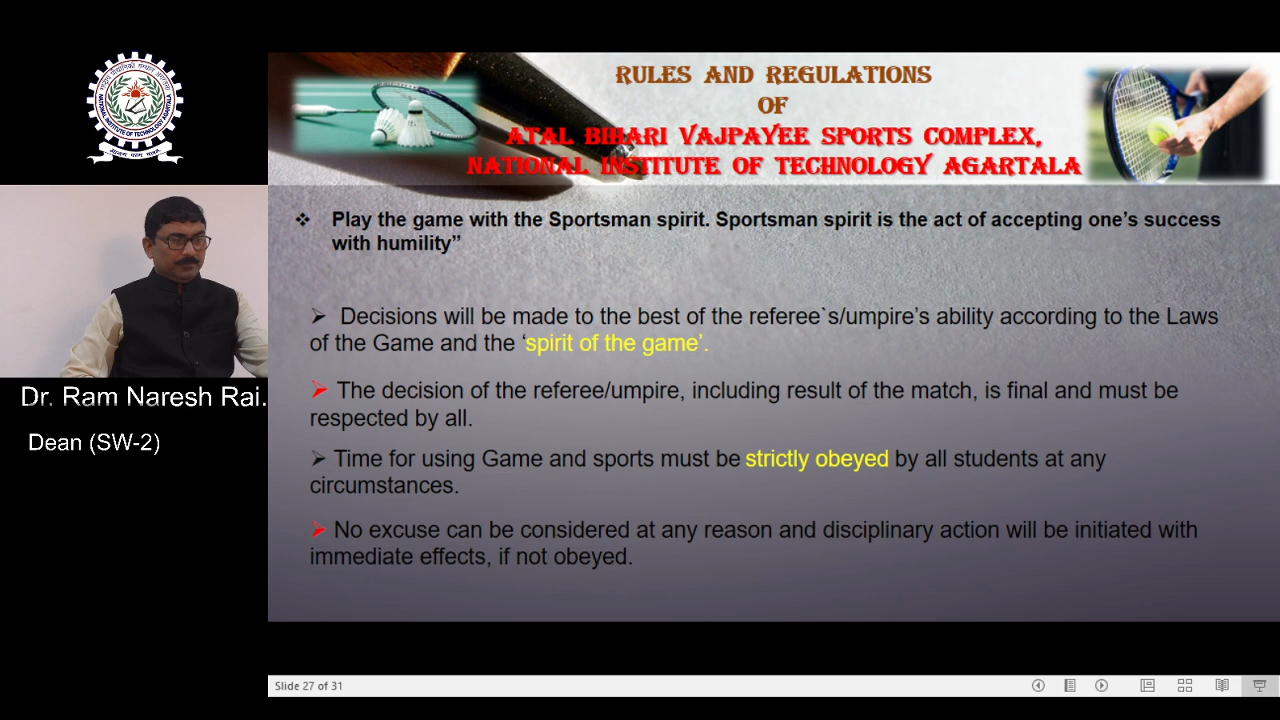 RULES AND REGULATIONS
OF
ATAL BIHARI VAJPAYEE SPORTS COMPLEX,
NATIONAL INSTITUTE OF TECHNOLOGY AGARTALA
NATIONAL INSTITUTE OF TECHNOLOGY AGARTALA
Dr. Ram Naresh Rai.
Dean (SW-2)
❖ Play the game with the Sportsman spirit. Sportsman spirit is the act of accepting one’s success
with humility”
➢ Decisions will be made to the best of the referee`s/umpire’s ability according to the Laws
of the Game and the ‘spirit of the game’.
➢ The decision of the referee/umpire, including result of the match, is final and must be
respected by all.
➢ Time for using Game and sports must be strictly obeyed by all students at any
circumstances.
➢ No excuse can be considered at any reason and disciplinary action will be initiated with
immediate effects, if not obeyed.
Slide 27 of 31